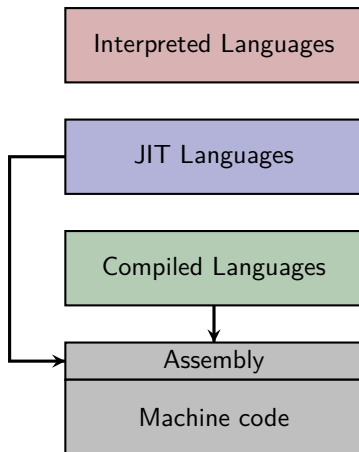 Interpreted Languages
JIT Languages
Compiled Languages
Assembly
Machine code